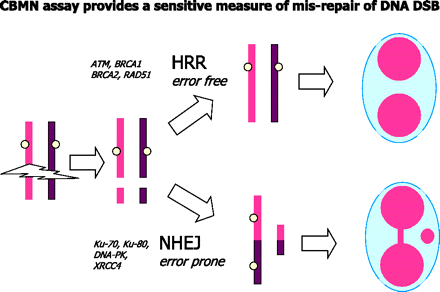 CBMN assay provides a sensitive measure of mis-repair of DNA DSB
ATM, BRCA1
BRCA2, RAD51
HRR
error free
Ku-70, Ku-80,
DNA-PK,
XRCC4
NHEJ
error prone